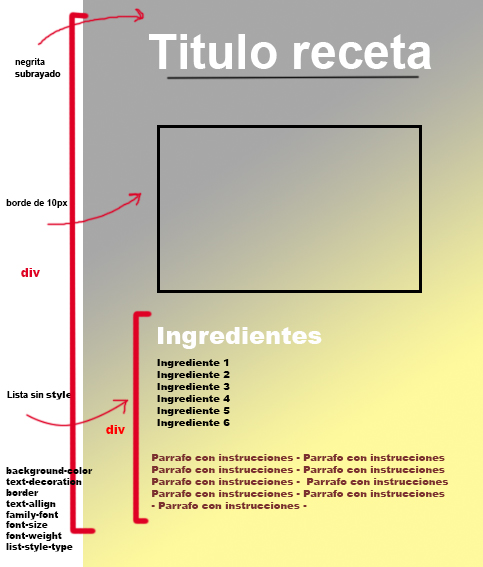 Titulo receta
negrita
subrayado
borde de 10px
div
Ingredientes
Ingrediente 1
Ingrediente 2
Ingrediente 3
Ingrediente 4
Ingrediente 5
Ingrediente 6
Lista sin style
div
Parrafo con instrucciones - Parrafo con instrucciones
Parrafo con instrucciones - Parrafo con instrucciones
Parrafo con instrucciones -  Parrafo con instrucciones
Parrafo con instrucciones - Parrafo con instrucciones
- Parrafo con instrucciones -
background-color
text-decoration
border
text-allign
family-font
font-size
font-weight
list-style-type